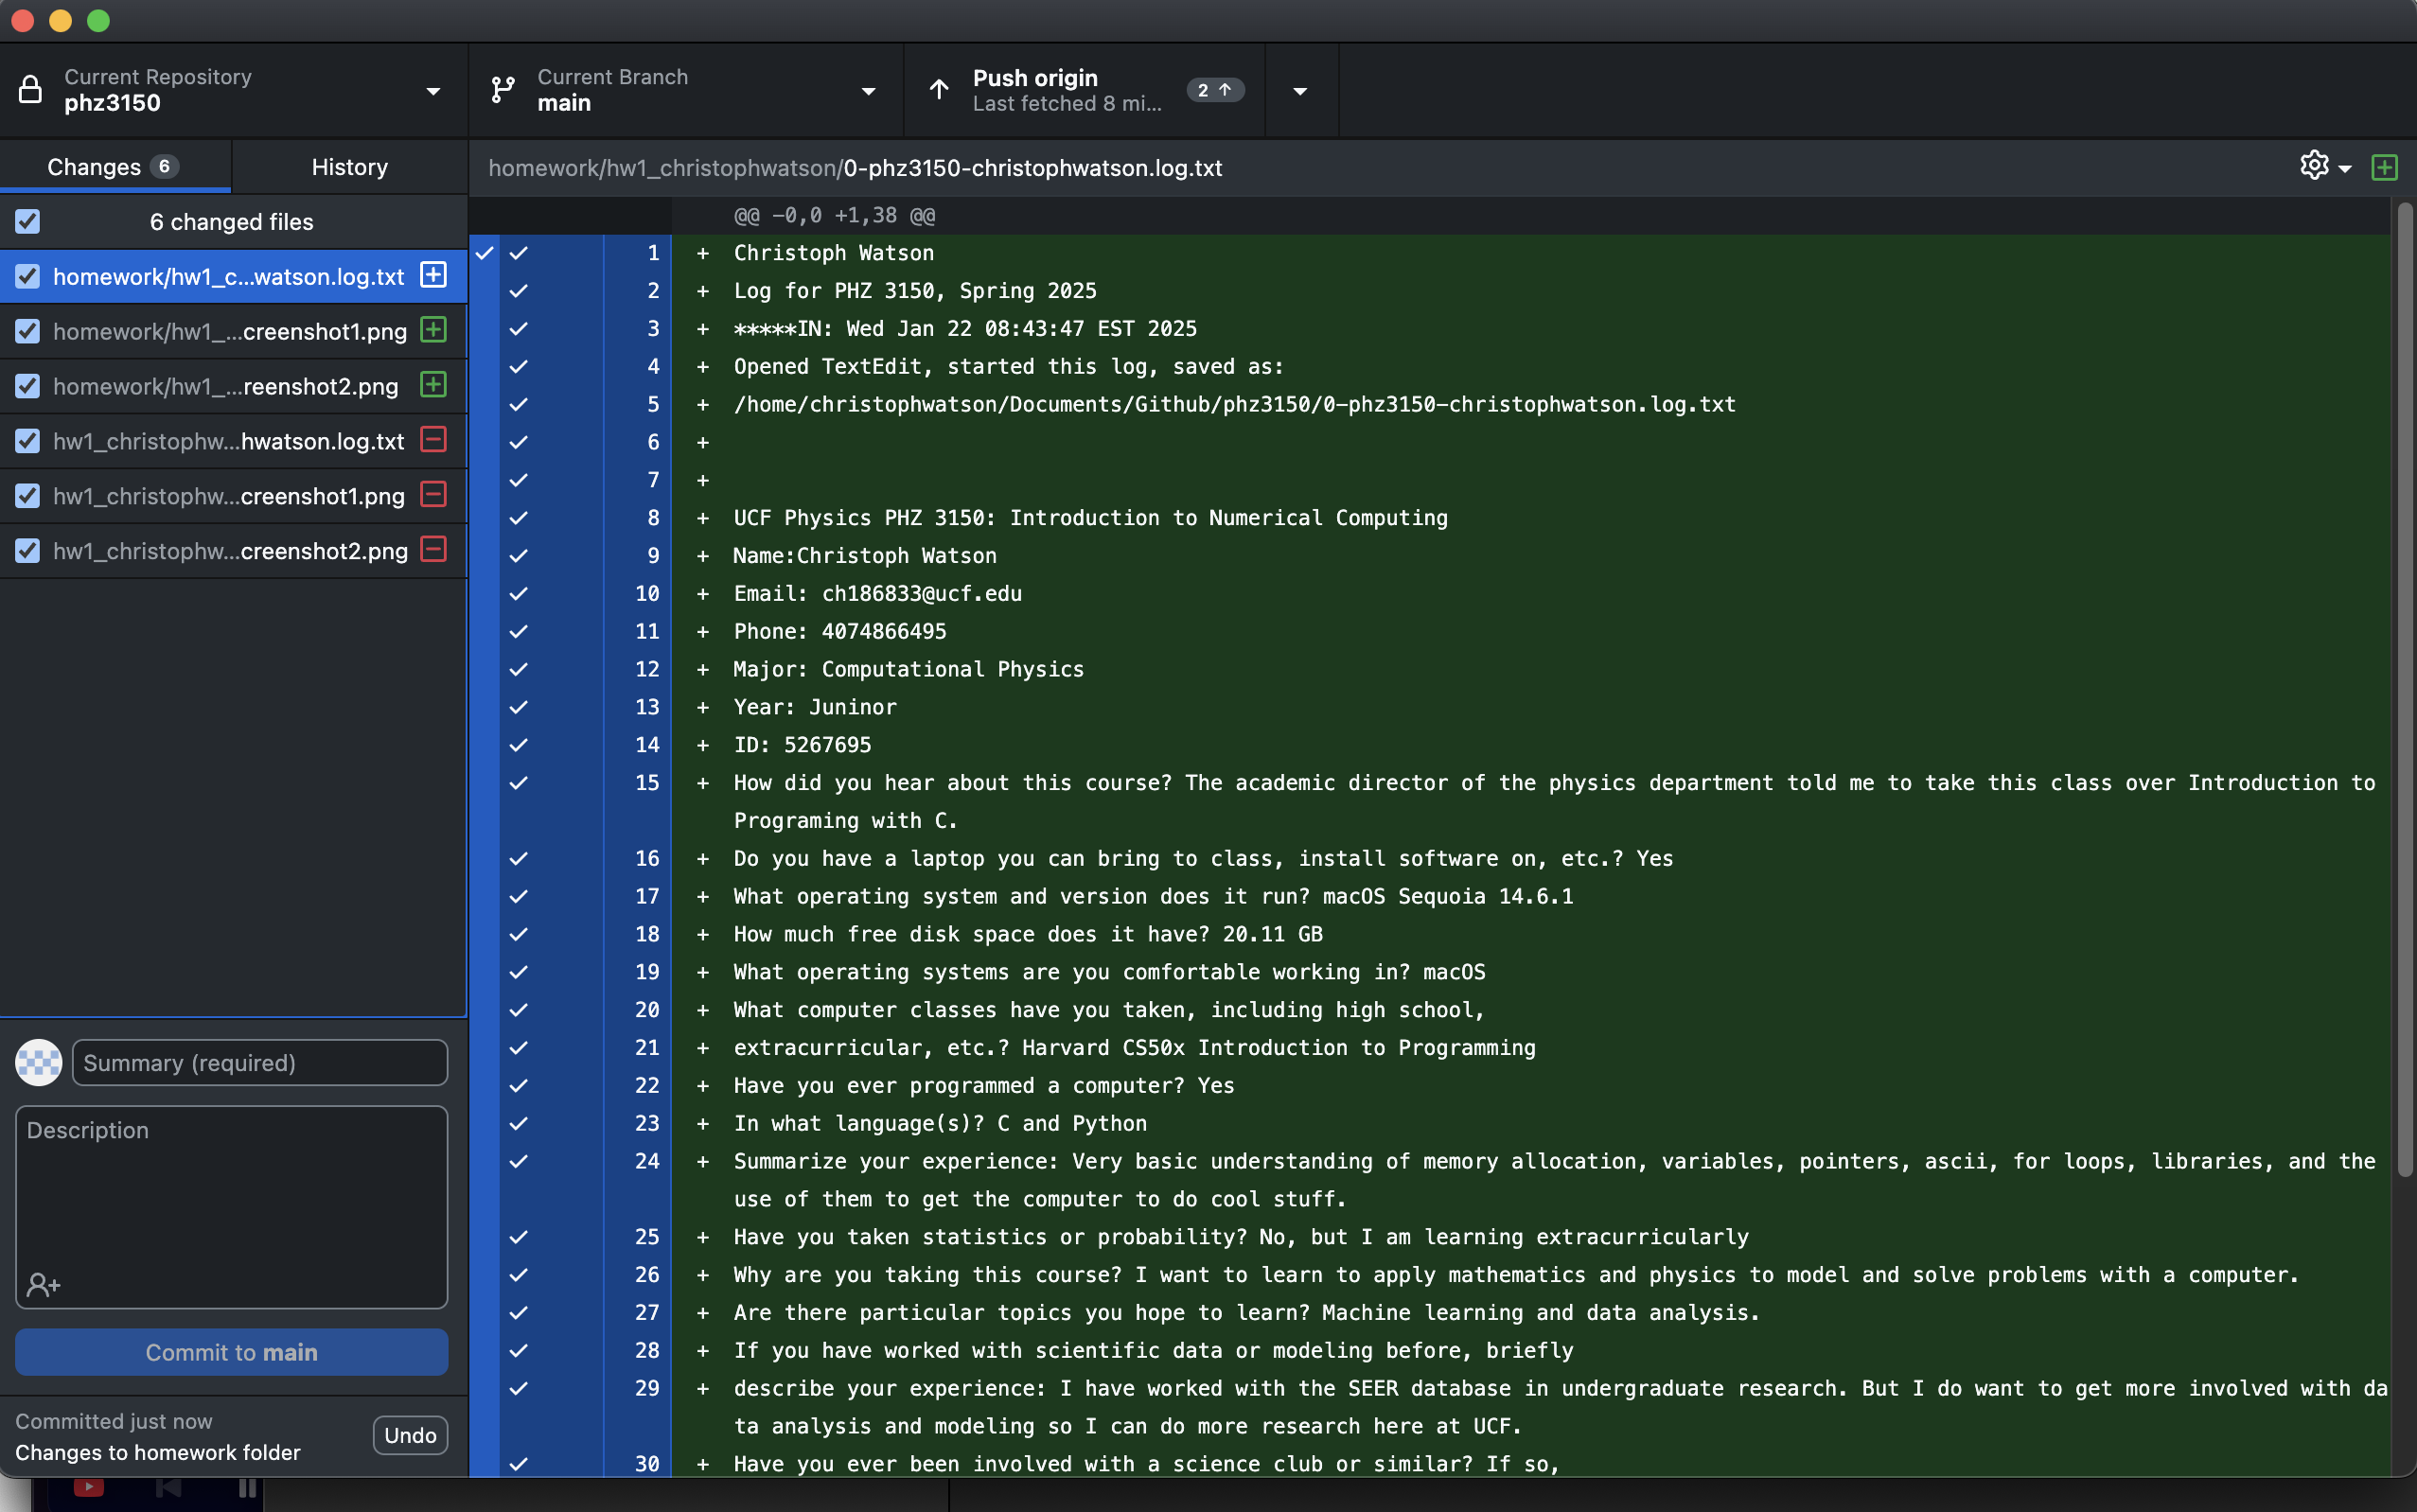 Current Repository
phz3150
Current Branch
main
Push origin
Last fetched 8 mi...
2
Changes 6
History
homework/hw1_christophwatson/0-phz3150-christophwatson.log.txt
6 changed files
homework/hw1_c...watson.log.txt
homework/hw1_...creenshot1.png
homework/hw1_...reenshot2.png
hw1_christophw...hwatson.log.txt
hw1_christophw...creenshot1.png
hw1_christophw...creenshot2.png
Summary (required)
Description
Commit to main
Committed just now
Changes to homework folder
Undo
@@ -0,0 +1,38 @@
1 + Christoph Watson
2 + Log for PHZ 3150, Spring 2025
3 + *****IN: Wed Jan 22 08:43:47 EST 2025
4 + Opened TextEdit, started this log, saved as:
5 + /home/christophwatson/Documents/Github/phz3150/0-phz3150-christophwatson.log.txt
6 +
7 +
8 + UCF Physics PHZ 3150: Introduction to Numerical Computing
9 + Name:Christoph Watson
10 + Email: ch186833@ucf.edu
11 + Phone: 4074866495
12 + Major: Computational Physics
13 + Year: Juninor
14 + ID: 5267695
15 + How did you hear about this course? The academic director of the physics department told me to take this class over Introduction to
Programing with C.
16 + Do you have a laptop you can bring to class, install software on, etc.? Yes
17 + What operating system and version does it run? macOS Sequoia 14.6.1
18 + How much free disk space does it have? 20.11 GB
19 + What operating systems are you comfortable working in? macOS
20 + What computer classes have you taken, including high school,
21 + extracurricular, etc.? Harvard CS50x Introduction to Programming
22 + Have you ever programmed a computer? Yes
23 + In what language(s)? C and Python
24 + Summarize your experience: Very basic understanding of memory allocation, variables, pointers, ascii, for loops, libraries, and the
use of them to get the computer to do cool stuff.
25 + Have you taken statistics or probability? No, but I am learning extracurricularly
26 + Why are you taking this course? I want to learn to apply mathematics and physics to model and solve problems with a computer.
27 + Are there particular topics you hope to learn? Machine learning and data analysis.
28 + If you have worked with scientific data or modeling before, briefly
29 + describe your experience: I have worked with the SEER database in undergraduate research. But I do want to get more involved with da
ta analysis and modeling so I can do more research here at UCF.
30 + Have you ever been involved with a science club or similar? If so,